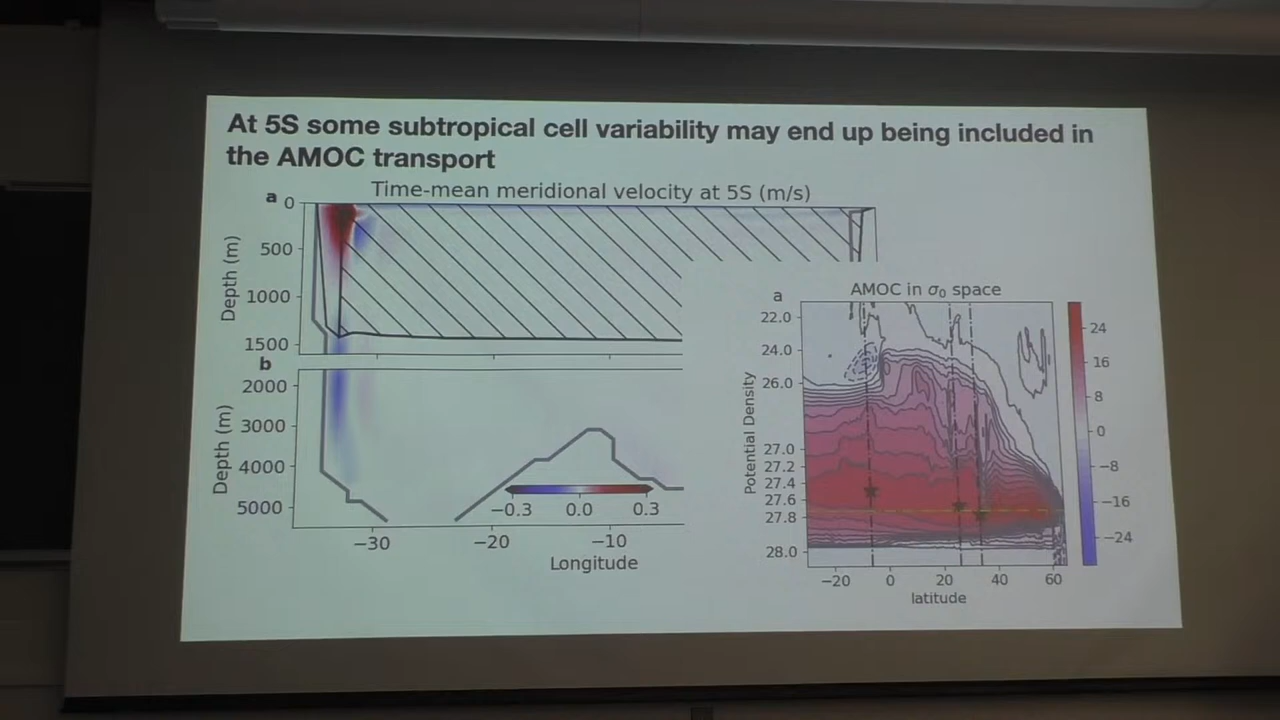 At 5S some subtropical cell variability may end up being included in
the AMOC transport
Time-mean meridional velocity at 5S (m/s)
a
0
500
1000
1500
Depth (m)
b
2000
3000
4000
5000
Depth (m)
−0.3 0.0 0.3
−30 −20 −10
Longitude
AMOC in σ0 space
a
22.0
24.0
26.0
27.0
27.2
27.4
27.6
27.8
28.0
Potential Density
−20 0 20 40 60
latitude
24
16
8
0
−8
−16
−24